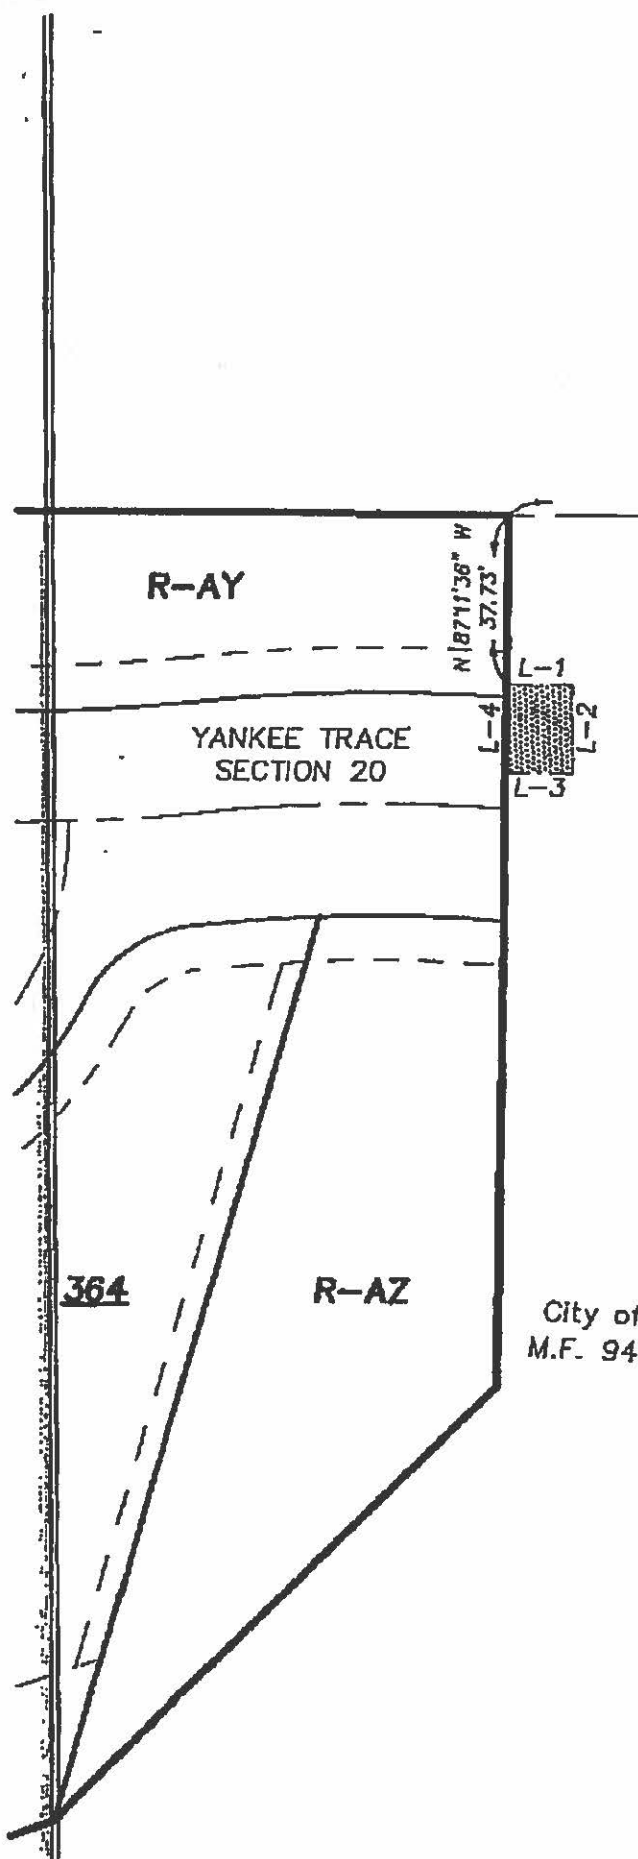 R-AY
N 87°11'36" W
37.73'
L-1
L-4
L-2
YANKEE TRACE
SECTION 20
L-3
364
R-AZ
City of
M.F. 94